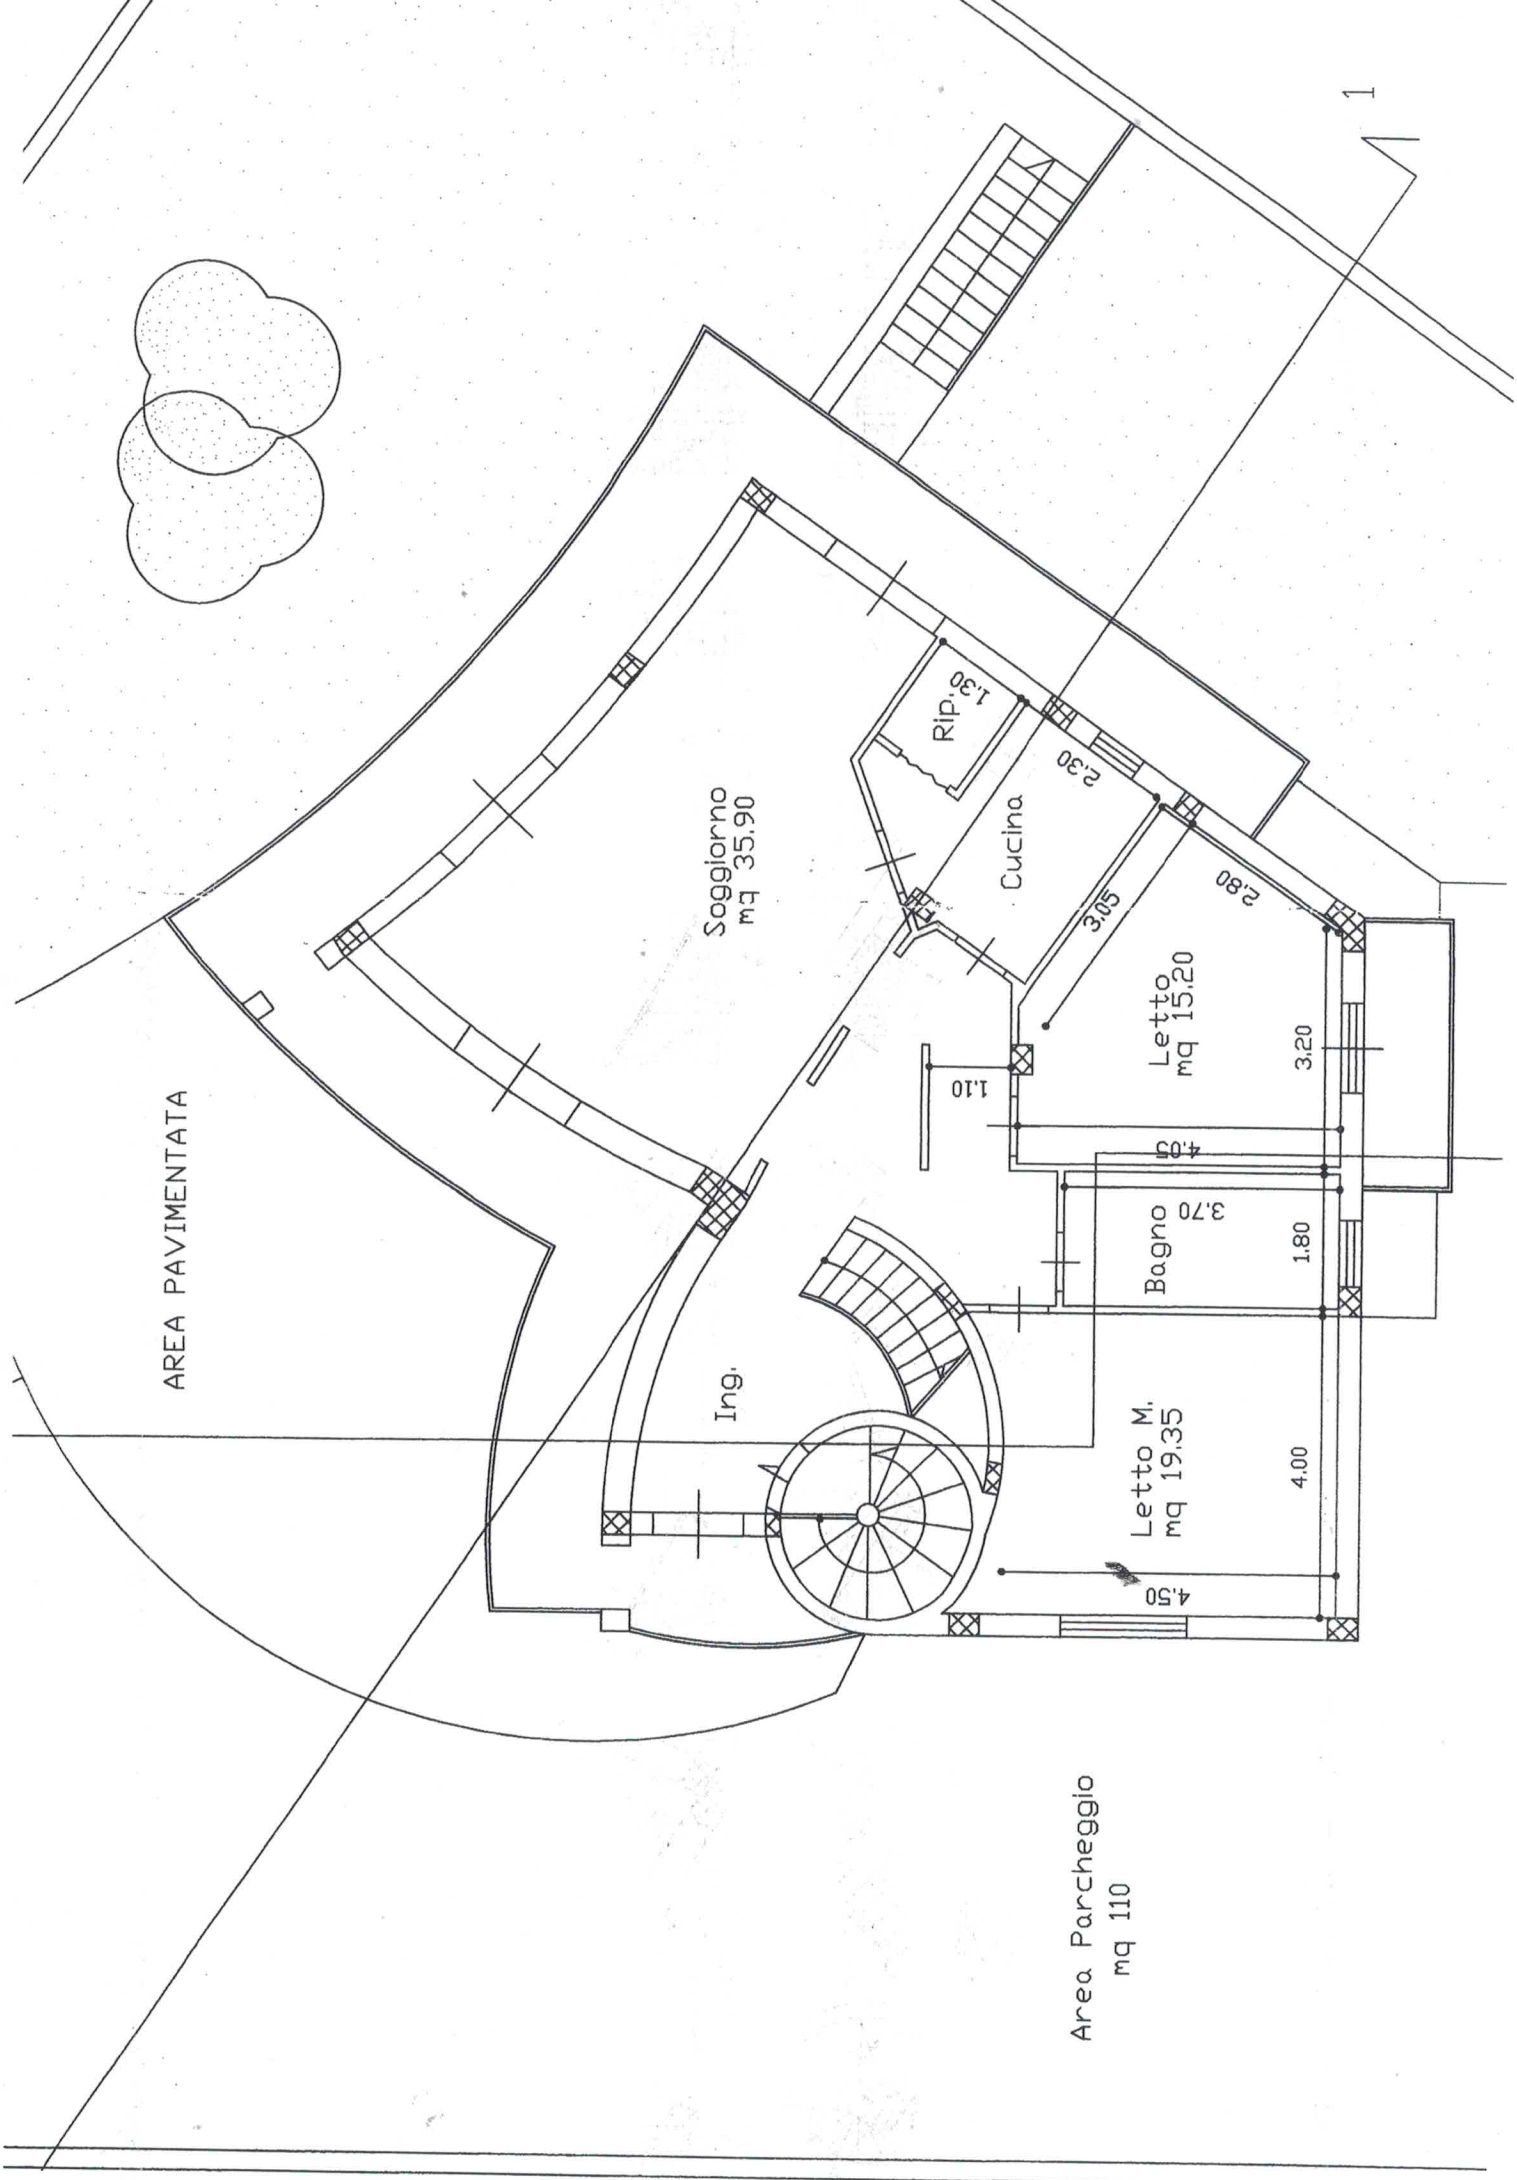 AREA PAVIMENTATA
1
Soggiorno
mq 35.90
Rip.
1.30
Cucina
2.30
3.05
2.80
Letto
mq 15.20
3.20
1.10
4.05
Bagno
3.70
1.80
Ing.
Letto M.
mq 19.35
4.00
4.50
Area Parcheggio
mq 110